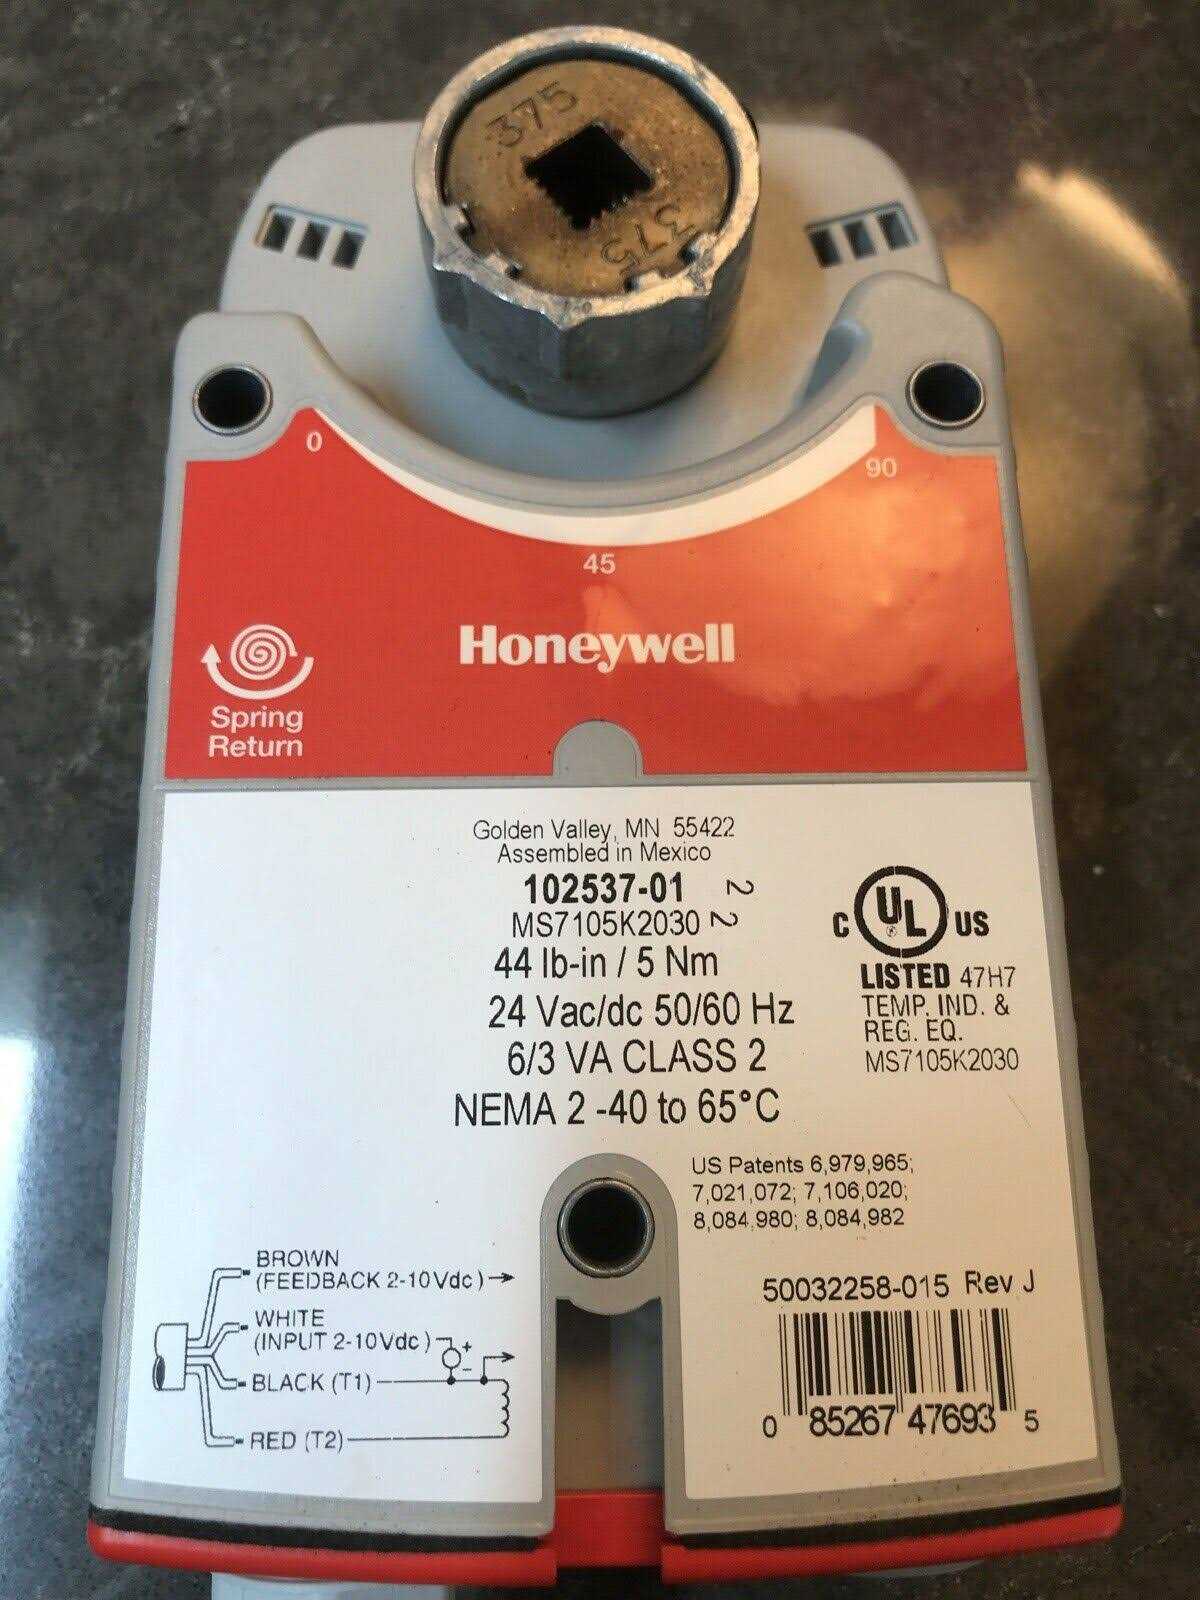 375
375
0
90
45
Honeywell
Spring
Return
Golden Valley, MN 55422
Assembled in Mexico
102537-01 2
MS7105K2030 2 2
44 lb-in / 5 Nm
24 Vac/dc 50/60 Hz
6/3 VA CLASS 2
NEMA 2 -40 to 65°C
C UL US
LISTED 47H7
TEMP. IND. &
REG. EQ.
MS7105K2030
US Patents 6,979,965;
7,021,072; 7,106,020;
8,084,980; 8,084,982
BROWN
(FEEDBACK 2-10Vdc)
WHITE
(INPUT 2-10Vdc)
+
-
BLACK (T1)
RED (T2)
50032258-015 Rev J
0 85267 47693 5